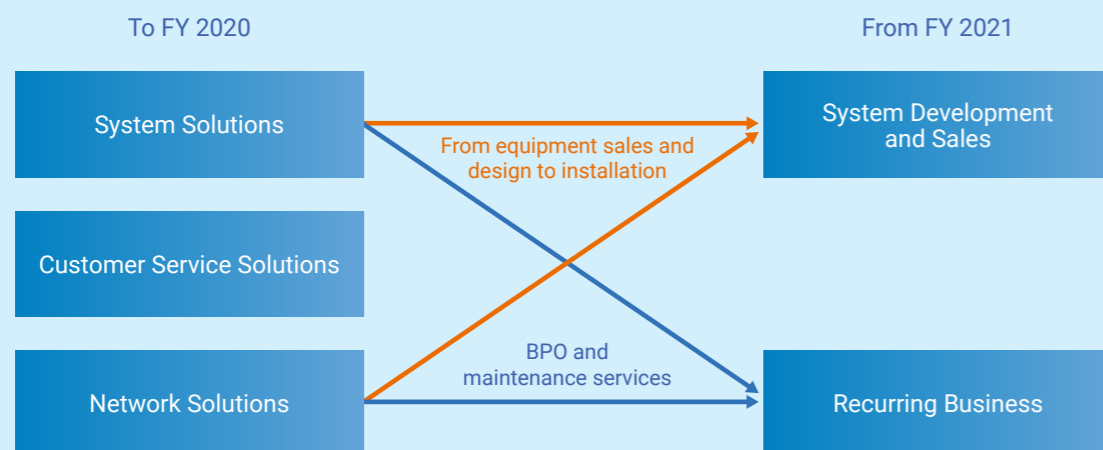 To FY 2020
From FY 2021
System Solutions
System Development
and Sales
From equipment sales and
design to installation
Customer Service Solutions
BPO and
maintenance services
Network Solutions
Recurring Business